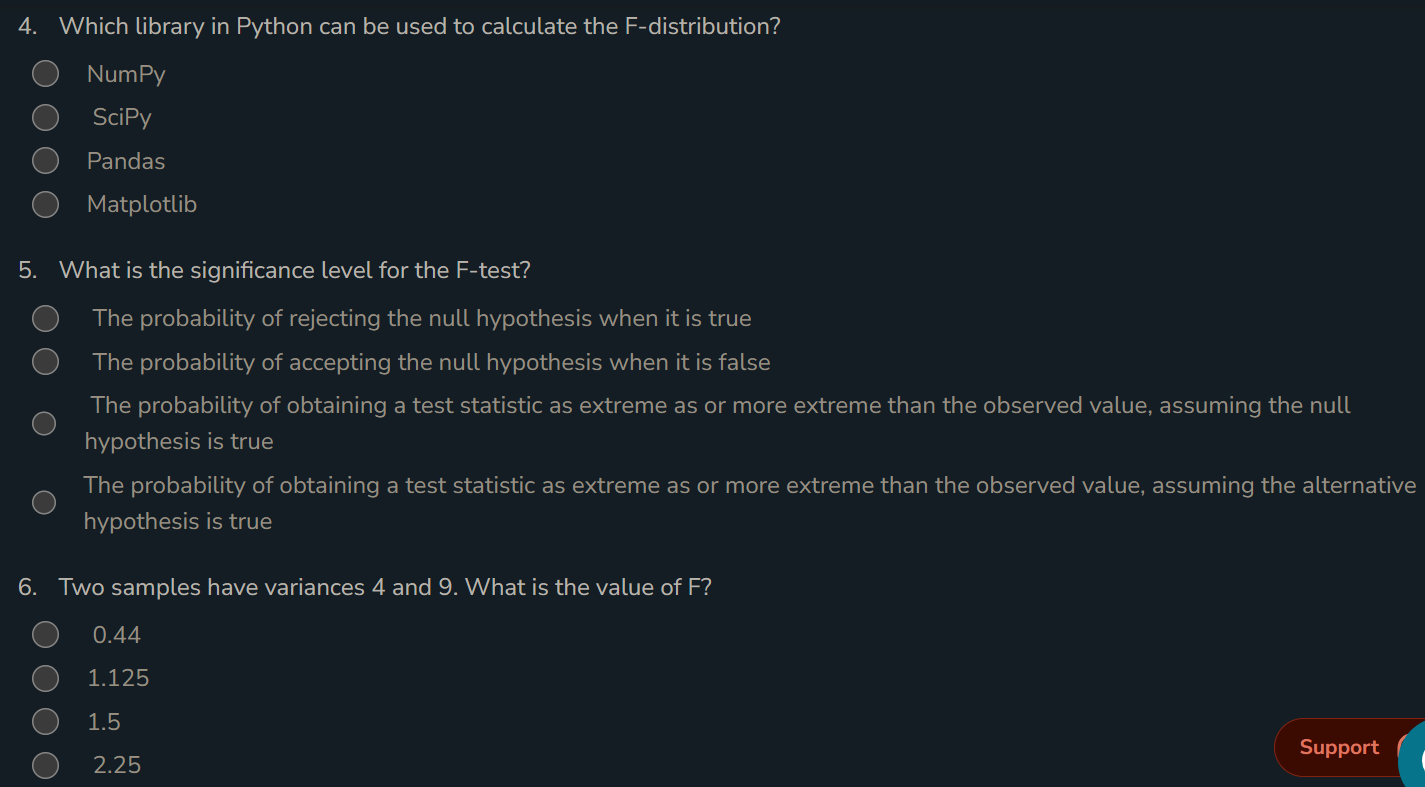 4. Which library in Python can be used to calculate the F-distribution?
NumPy
SciPy
Pandas
Matplotlib
5. What is the significance level for the F-test?
The probability of rejecting the null hypothesis when it is true
The probability of accepting the null hypothesis when it is false
The probability of obtaining a test statistic as extreme as or more extreme than the observed value, assuming the null
hypothesis is true
The probability of obtaining a test statistic as extreme as or more extreme than the observed value, assuming the alternative
hypothesis is true
6. Two samples have variances 4 and 9. What is the value of F?
0.44
1.125
1.5
2.25
Support